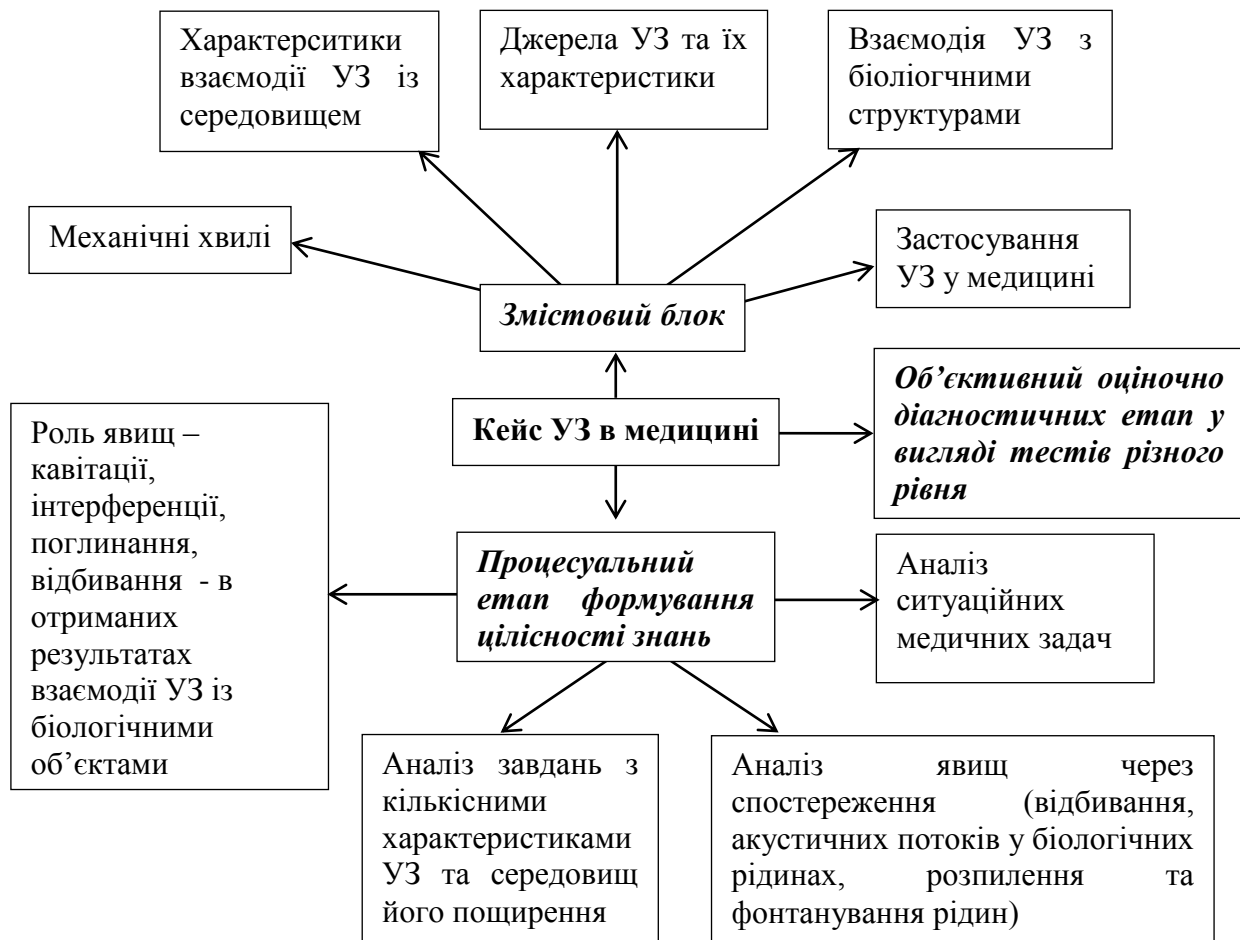 Характерситики
взаємодії УЗ із
середовищем
Джерела УЗ та їх
характеристики
Взаємодія УЗ з
біоліогчними
структурами
Механічні хвилі
Застосування
УЗ у медицині
Змістовий блок
Об’єктивний оціночно
діагностичних етап у
вигляді тестів різного
рівня
Кейс УЗ в медицині
Роль явищ –
кавітації,
інтерференції,
поглинання,
відбивання - в
отриманих
результатах
взаємодії УЗ із
біологічними
об’єктами
Процесуальний
етап формування
цілісності знань
Аналіз
ситуаційних
медичних задач
Аналіз завдань з
кількісними
характеристиками
УЗ та середовищ
його пощирення
Аналіз явищ через
спостереження (відбивання,
акустичних потоків у біологічних
рідинах, розпилення та
фонтанування рідин)